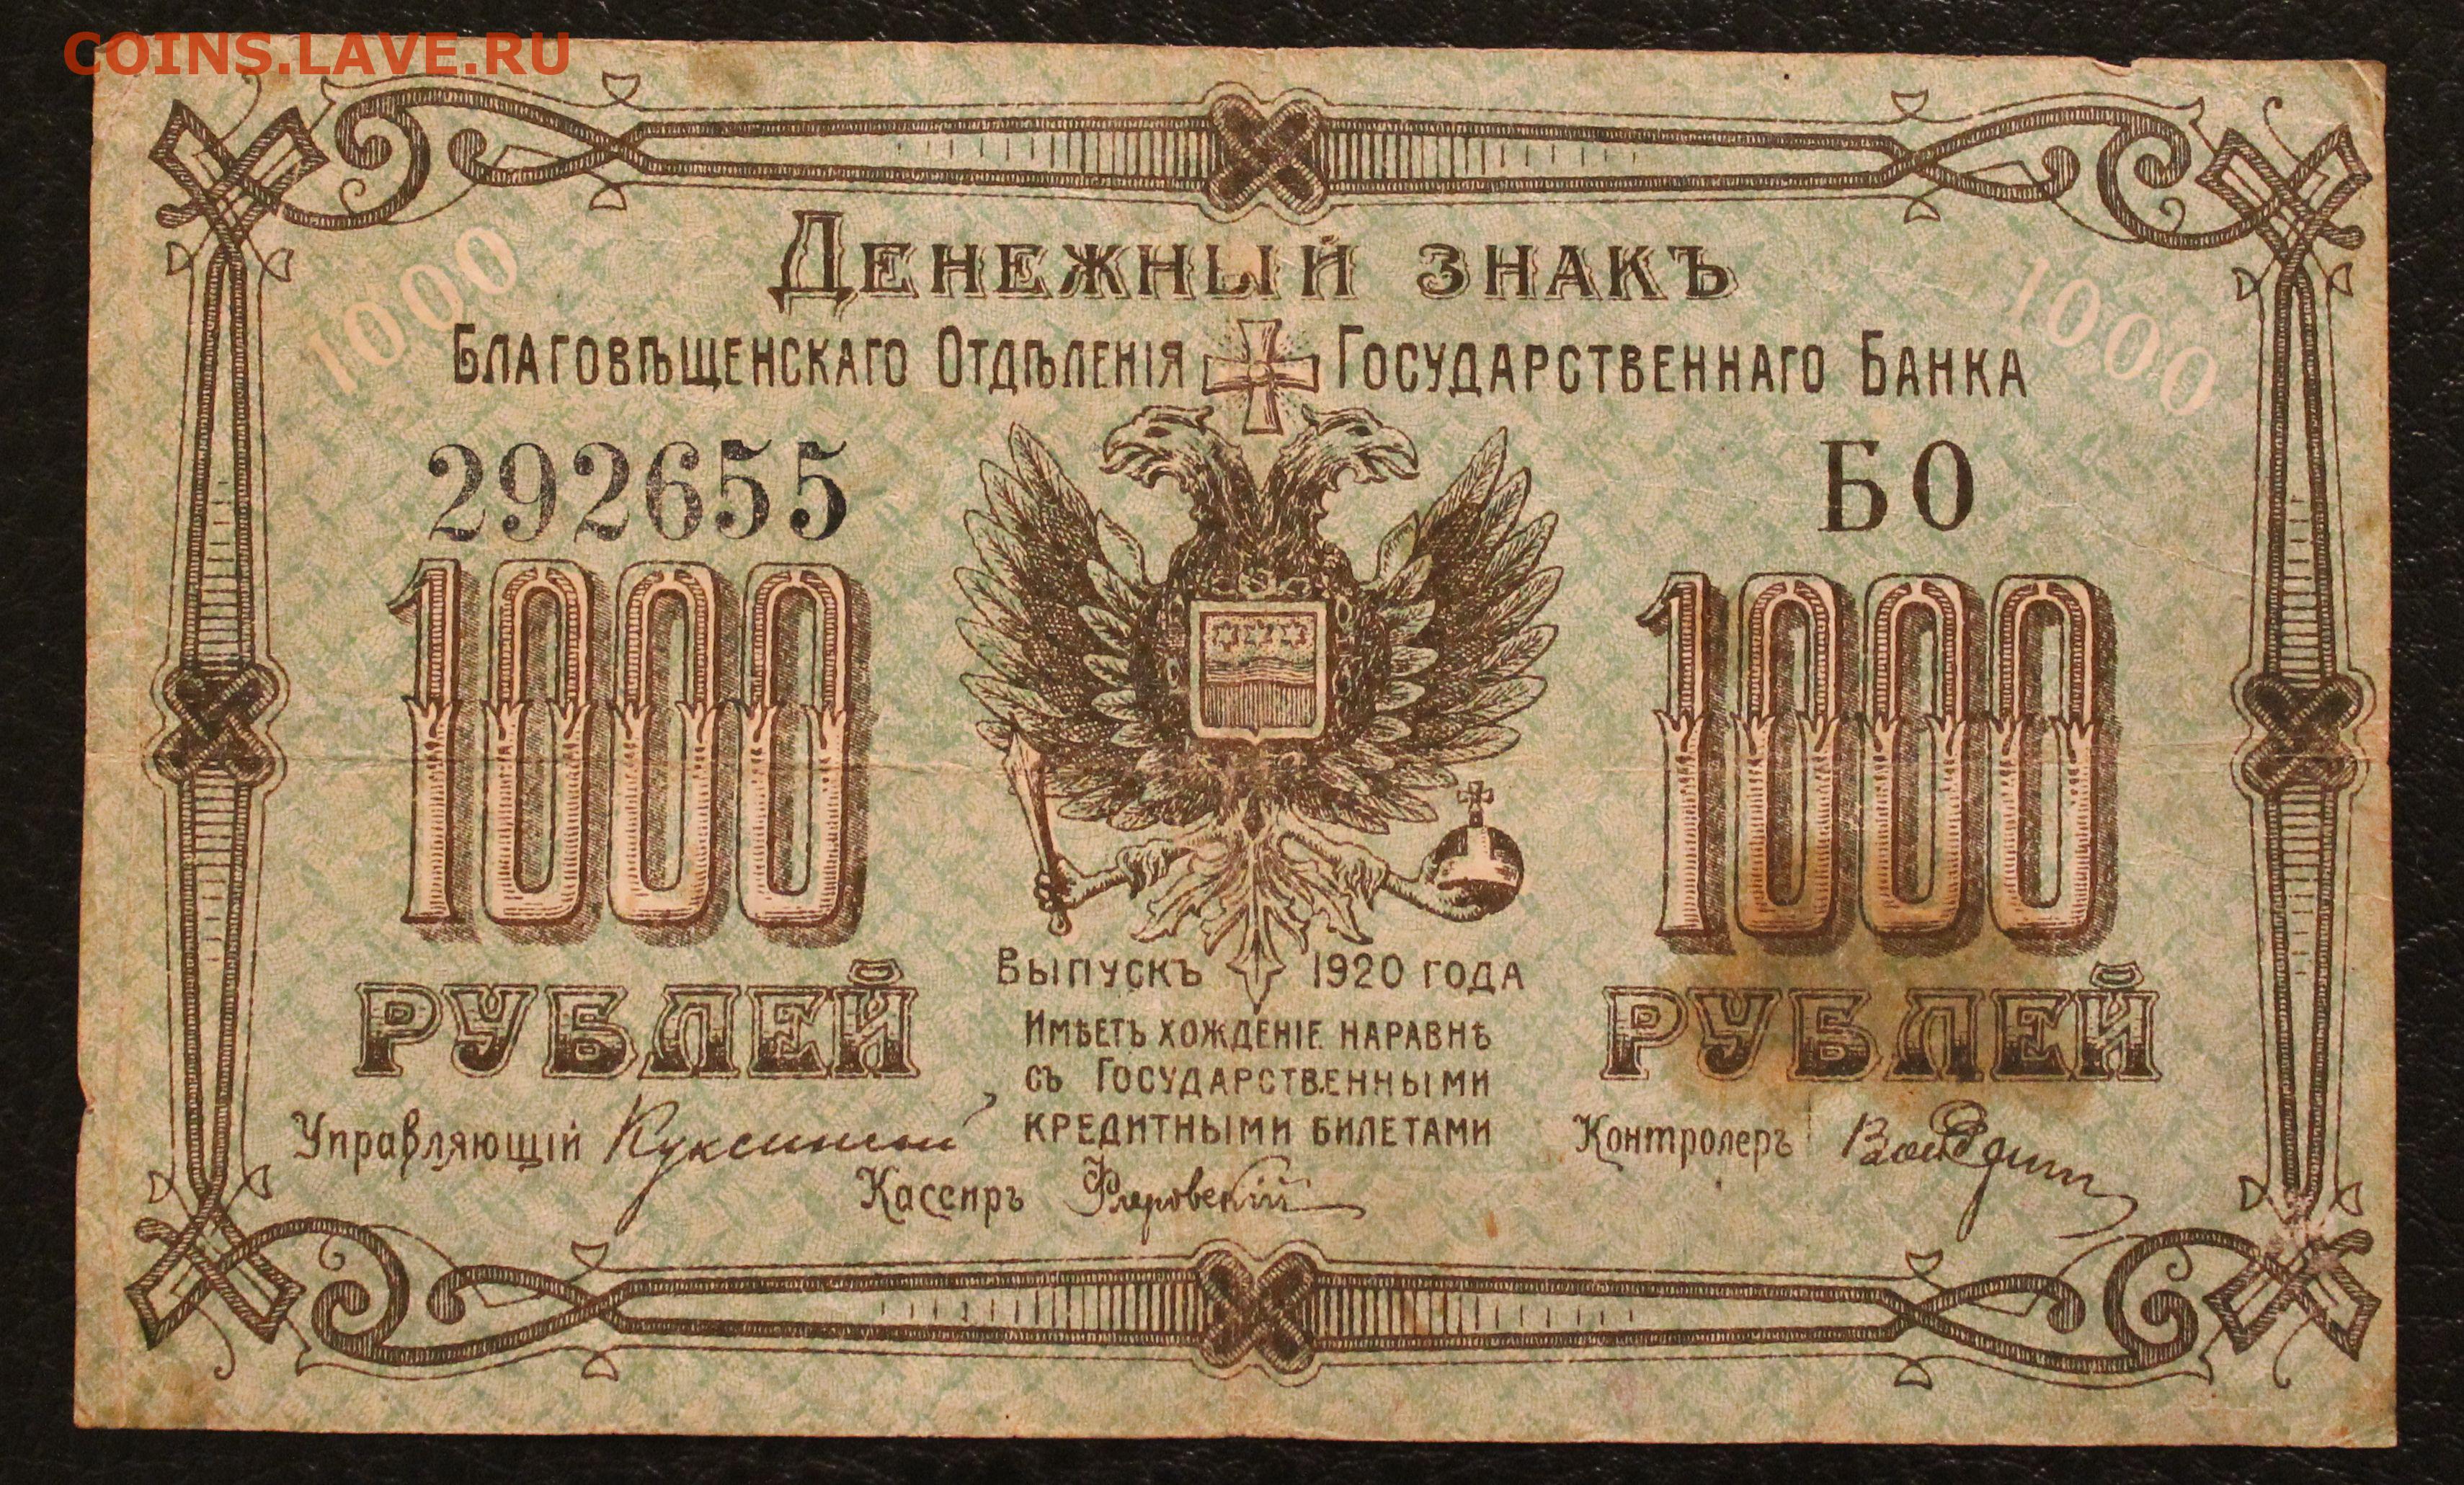 COINS.LAVE.RU
Денежный знакъ
1000 1000
Благовѣщенскаго Отдѣленія Государственнаго Банка
292655 БО
1000 1000
рублей рублей
Выпускъ 1920 года
Имѣетъ хожденіе наравнѣ
съ Государственными
кредитными билетами
Управляющій Контролеръ
Кассиръ